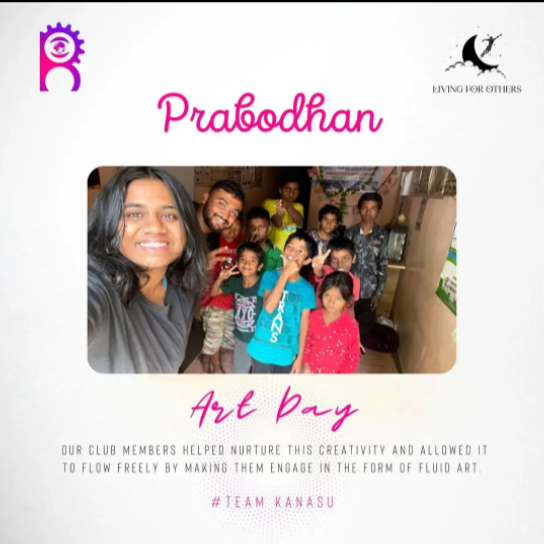 LIVING FOR OTHERS
Prabodhan
TRANS
Art Day
OUR CLUB MEMBERS HELPED NURTURE THIS CREATIVITY AND ALLOWED IT
TO FLOW FREELY BY MAKING THEM ENGAGE IN THE FORM OF FLUID ART.
#TEAM KANASU